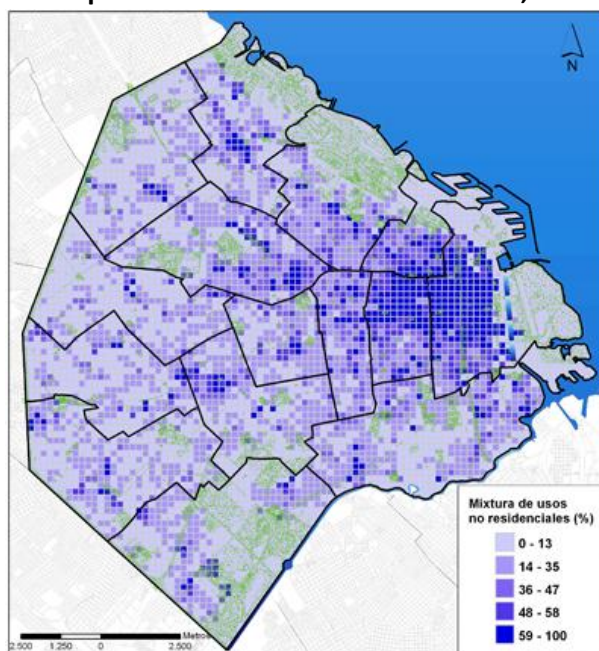 N
Mixtura de usos
no residenciales (%)
0 - 13
14 - 35
36 - 47
48 - 58
59 - 100
2.500 1.250 0 2.500 Metros